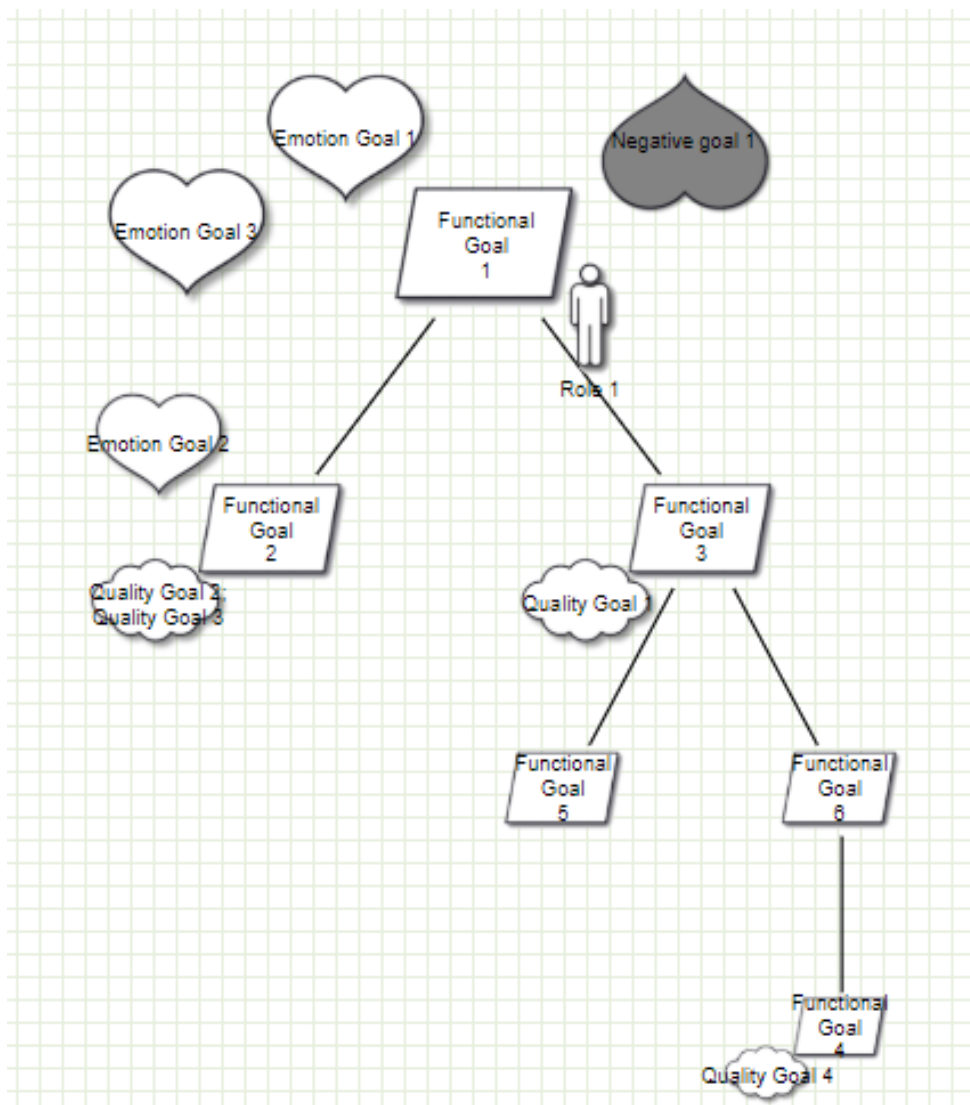 Emotion Goal 1
Negative goal 1
Emotion Goal 3
Functional
Goal
1
Role 1
Emotion Goal 2
Functional
Goal
2
Functional
Goal
3
Quality Goal 2;
Quality Goal 3
Quality Goal 1
Functional
Goal
5
Functional
Goal
6
Functional
Goal
4
Quality Goal 4